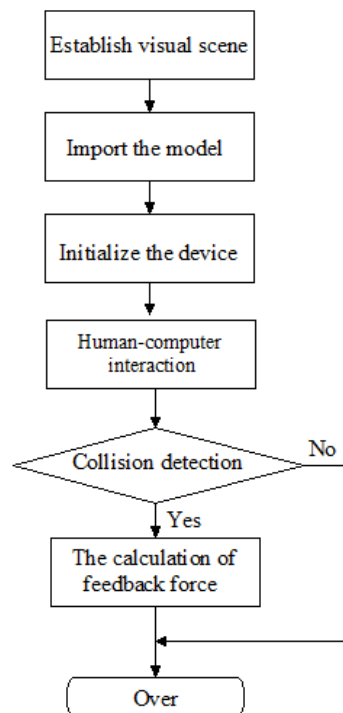 Establish visual scene
Import the model
Initialize the device
Human-computer
interaction
Collision detection
No
Yes
The calculation of
feedback force
Over